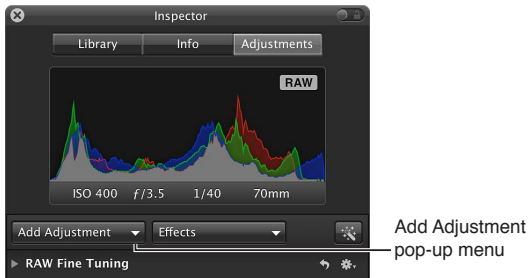 Inspector
Library Info Adjustments
RAW
ISO 400 ƒ/3.5 1/40 70mm
Add Adjustment Effects
RAW Fine Tuning
Add Adjustment
pop-up menu